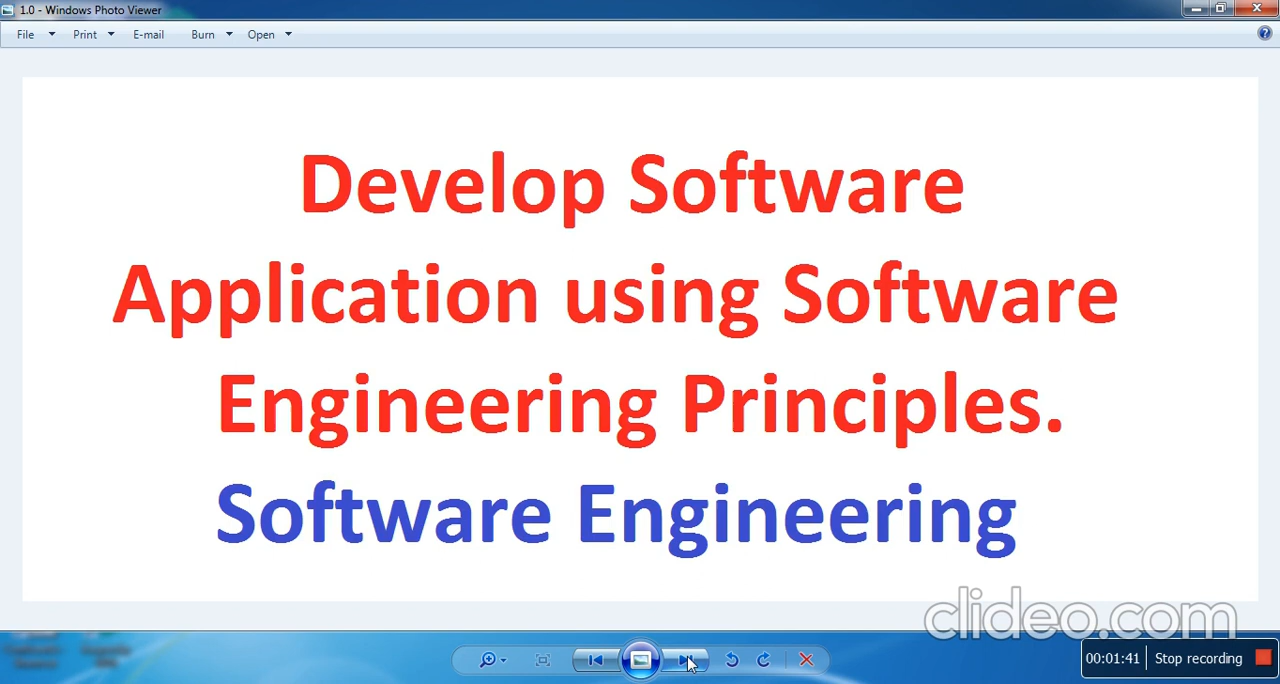 1.0 - Windows Photo Viewer
File Print E-mail Burn Open
Develop Software
Application using Software
Engineering Principles.
Software Engineering
clideo.com
00:01:41 Stop recording